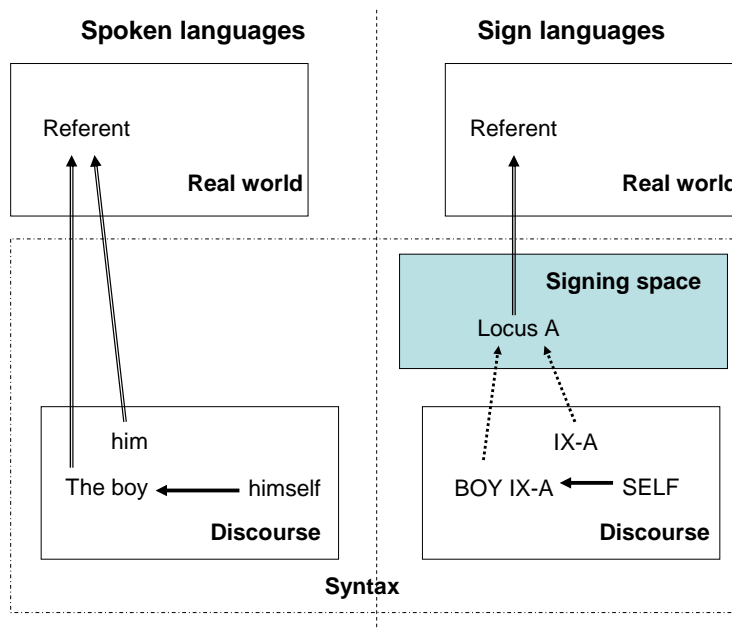 Spoken languages
Sign languages
Referent
Real world
Referent
Real world
Signing space
Locus A
him
The boy
himself
Discourse
IX-A
BOY IX-A
SELF
Discourse
Syntax